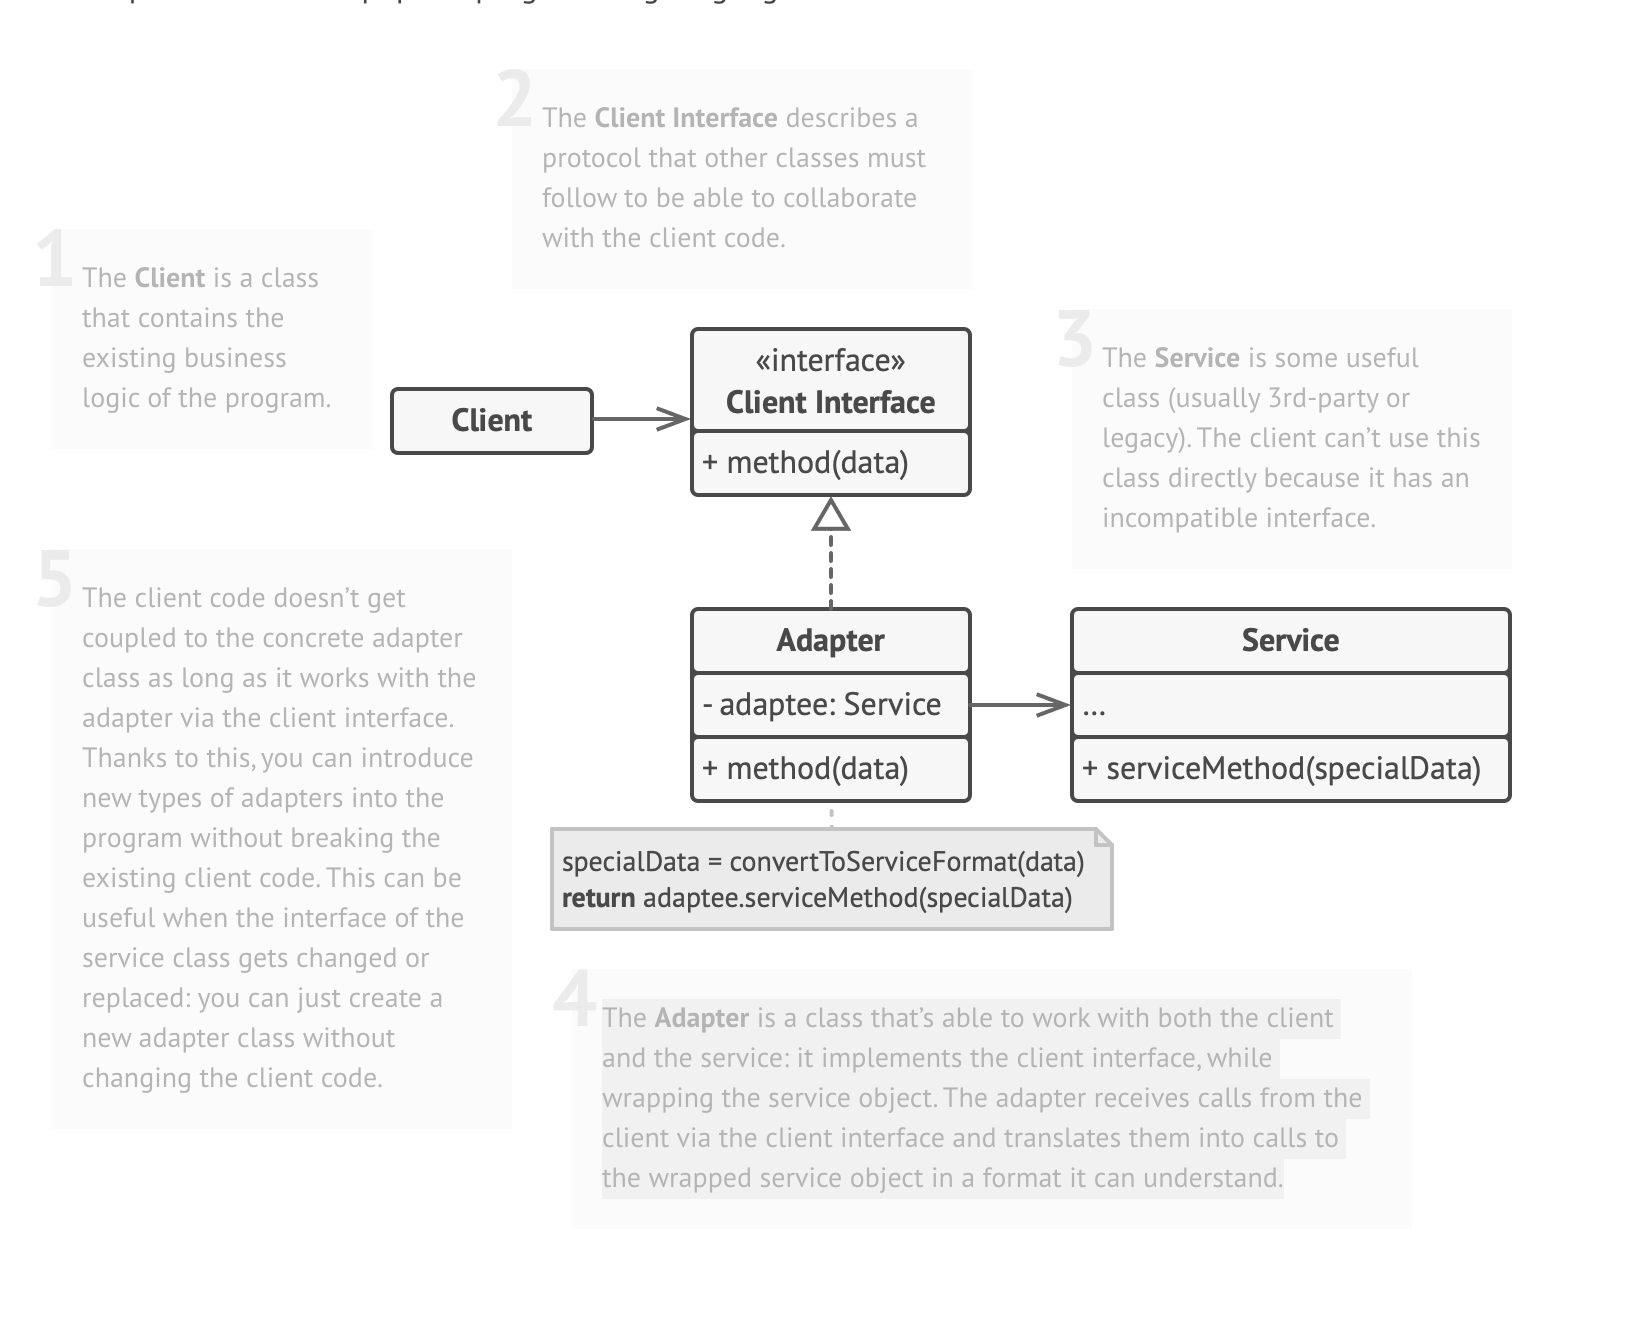 2
The Client Interface describes a
protocol that other classes must
follow to be able to collaborate
with the client code.
1
The Client is a class
that contains the
existing business
logic of the program.
Client
«interface»
Client Interface
+ method(data)
3
The Service is some useful
class (usually 3rd-party or
legacy). The client can’t use this
class directly because it has an
incompatible interface.
5
The client code doesn’t get
coupled to the concrete adapter
class as long as it works with the
adapter via the client interface.
Thanks to this, you can introduce
new types of adapters into the
program without breaking the
existing client code. This can be
useful when the interface of the
service class gets changed or
replaced: you can just create a
new adapter class without
changing the client code.
Adapter
- adaptee: Service
+ method(data)
Service
...
+ serviceMethod(specialData)
specialData = convertToServiceFormat(data)
return adaptee.serviceMethod(specialData)
4
The Adapter is a class that’s able to work with both the client
and the service: it implements the client interface, while
wrapping the service object. The adapter receives calls from the
client via the client interface and translates them into calls to
the wrapped service object in a format it can understand.